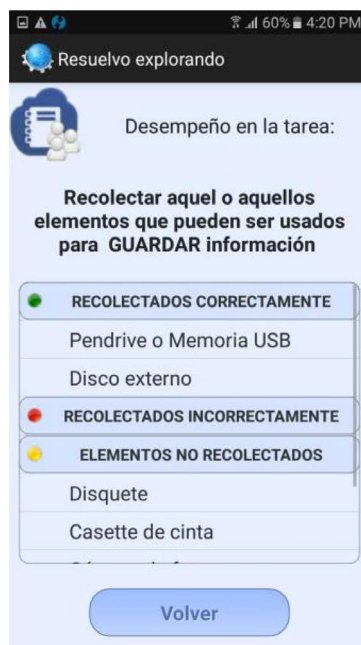 60% 4:20 PM
Resuelvo explorando
Desempeño en la tarea:
Recolectar aquel o aquellos
elementos que pueden ser usados
para GUARDAR información
RECOLECTADOS CORRECTAMENTE
Pendrive o Memoria USB
Disco externo
RECOLECTADOS INCORRECTAMENTE
ELEMENTOS NO RECOLECTADOS
Disquete
Casette de cinta
Volver